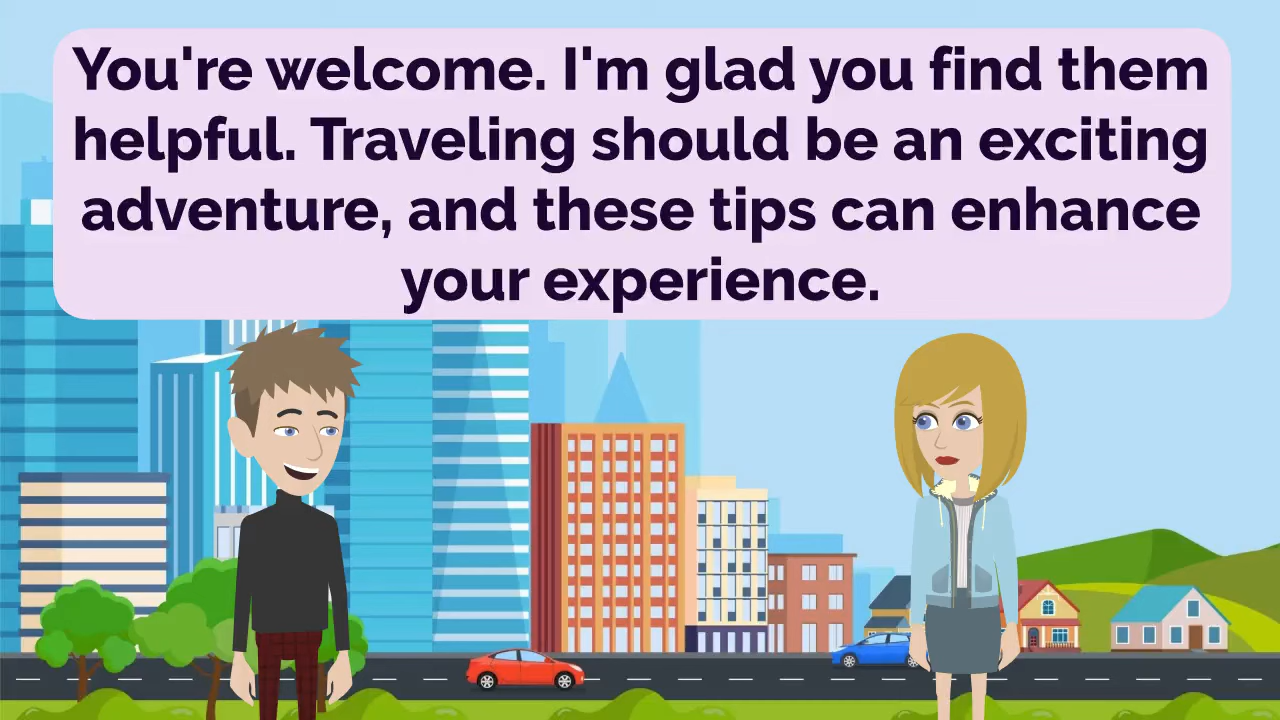 You're welcome. I'm glad you find them
helpful. Traveling should be an exciting
adventure, and these tips can enhance
your experience.